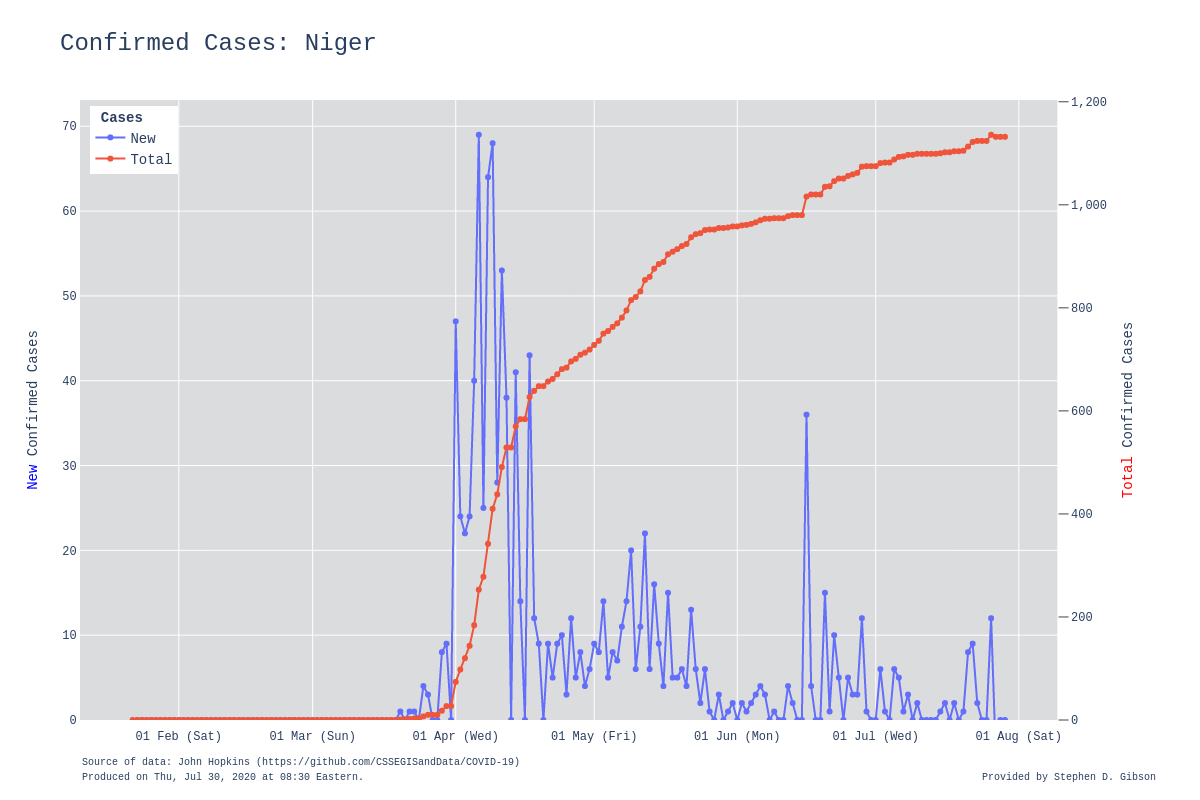 Confirmed Cases: Niger
Cases
New
Total
70
60
50
40
30
20
10
0
1,200
1,000
800
600
400
200
0
New Confirmed Cases
Total Confirmed Cases
01 Feb (Sat)
01 Mar (Sun)
01 Apr (Wed)
01 May (Fri)
01 Jun (Mon)
01 Jul (Wed)
01 Aug (Sat)
Source of data: John Hopkins (https://github.com/CSSEGISandData/COVID-19)
Produced on Thu, Jul 30, 2020 at 08:30 Eastern.
Provided by Stephen D. Gibson